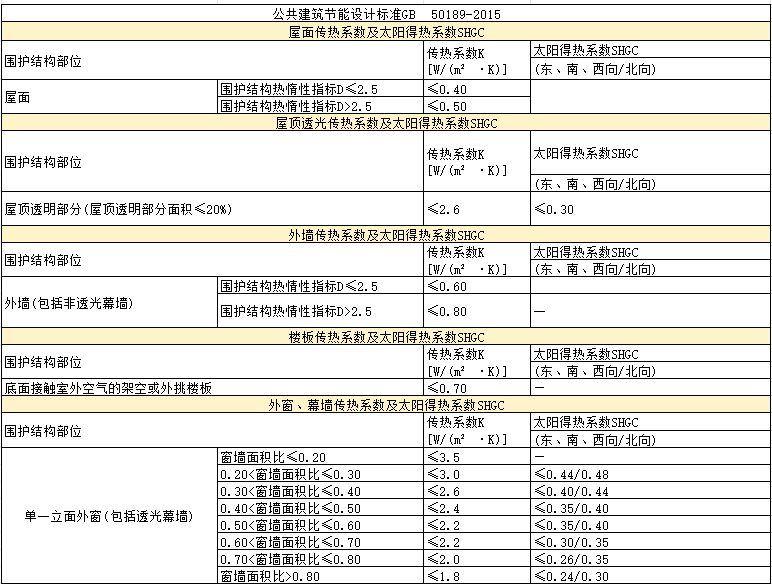 公共建筑节能设计标准GB 50189-2015
屋面传热系数及太阳得热系数SHGC
围护结构部位
传热系数K
[W/(m² ·K)]
太阳得热系数SHGC
(东、南、西向/北向)
屋面
围护结构热惰性指标D≤2.5
≤0.40
围护结构热惰性指标D>2.5
≤0.50
屋顶透光传热系数及太阳得热系数SHGC
围护结构部位
传热系数K
[W/(m² ·K)]
太阳得热系数SHGC
(东、南、西向/北向)
屋顶透明部分(屋顶透明部分面积≤20%)
≤2.6
≤0.30
外墙传热系数及太阳得热系数SHGC
围护结构部位
传热系数K
[W/(m² ·K)]
太阳得热系数SHGC
(东、南、西向/北向)
外墙(包括非透光幕墙)
围护结构热惰性指标D≤2.5
≤0.60
围护结构热惰性指标D>2.5
≤0.80
—
楼板传热系数及太阳得热系数SHGC
围护结构部位
传热系数K
[W/(m² ·K)]
太阳得热系数SHGC
(东、南、西向/北向)
底面接触室外空气的架空或外挑楼板
≤0.70
—
外窗、幕墙传热系数及太阳得热系数SHGC
围护结构部位
传热系数K
[W/(m² ·K)]
太阳得热系数SHGC
(东、南、西向/北向)
单一立面外窗(包括透光幕墙)
窗墙面积比≤0.20
≤3.5
—
0.20<窗墙面积比≤0.30
≤3.0
≤0.44/0.48
0.30<窗墙面积比≤0.40
≤2.6
≤0.40/0.44
0.40<窗墙面积比≤0.50
≤2.4
≤0.35/0.40
0.50<窗墙面积比≤0.60
≤2.2
≤0.35/0.40
0.60<窗墙面积比≤0.70
≤2.2
≤0.30/0.35
0.70<窗墙面积比≤0.80
≤2.0
≤0.26/0.35
窗墙面积比>0.80
≤1.8
≤0.24/0.30